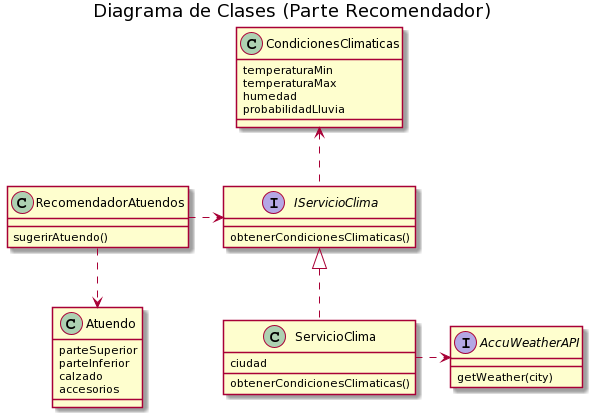 Diagrama de Clases (Parte Recomendador)
C CondicionesClimaticas
temperaturaMin
temperaturaMax
humedad
probabilidadLluvia
C RecomendadorAtuendos
sugerirAtuendo()
I IServicioClima
obtenerCondicionesClimaticas()
C Atuendo
parteSuperior
parteInferior
calzado
accesorios
C ServicioClima
ciudad
obtenerCondicionesClimaticas()
I AccuWeatherAPI
getWeather(city)